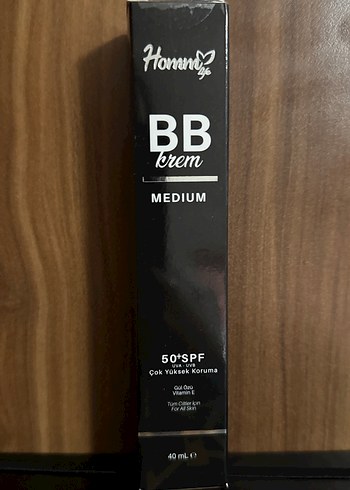 Homm
Life
BB
krem
MEDIUM
50+SPF
UVA - UVB
Çok Yüksek Koruma
Gül Özü
Vitamin E
Tüm Ciltler İçin
For All Skin
40 mL ℮